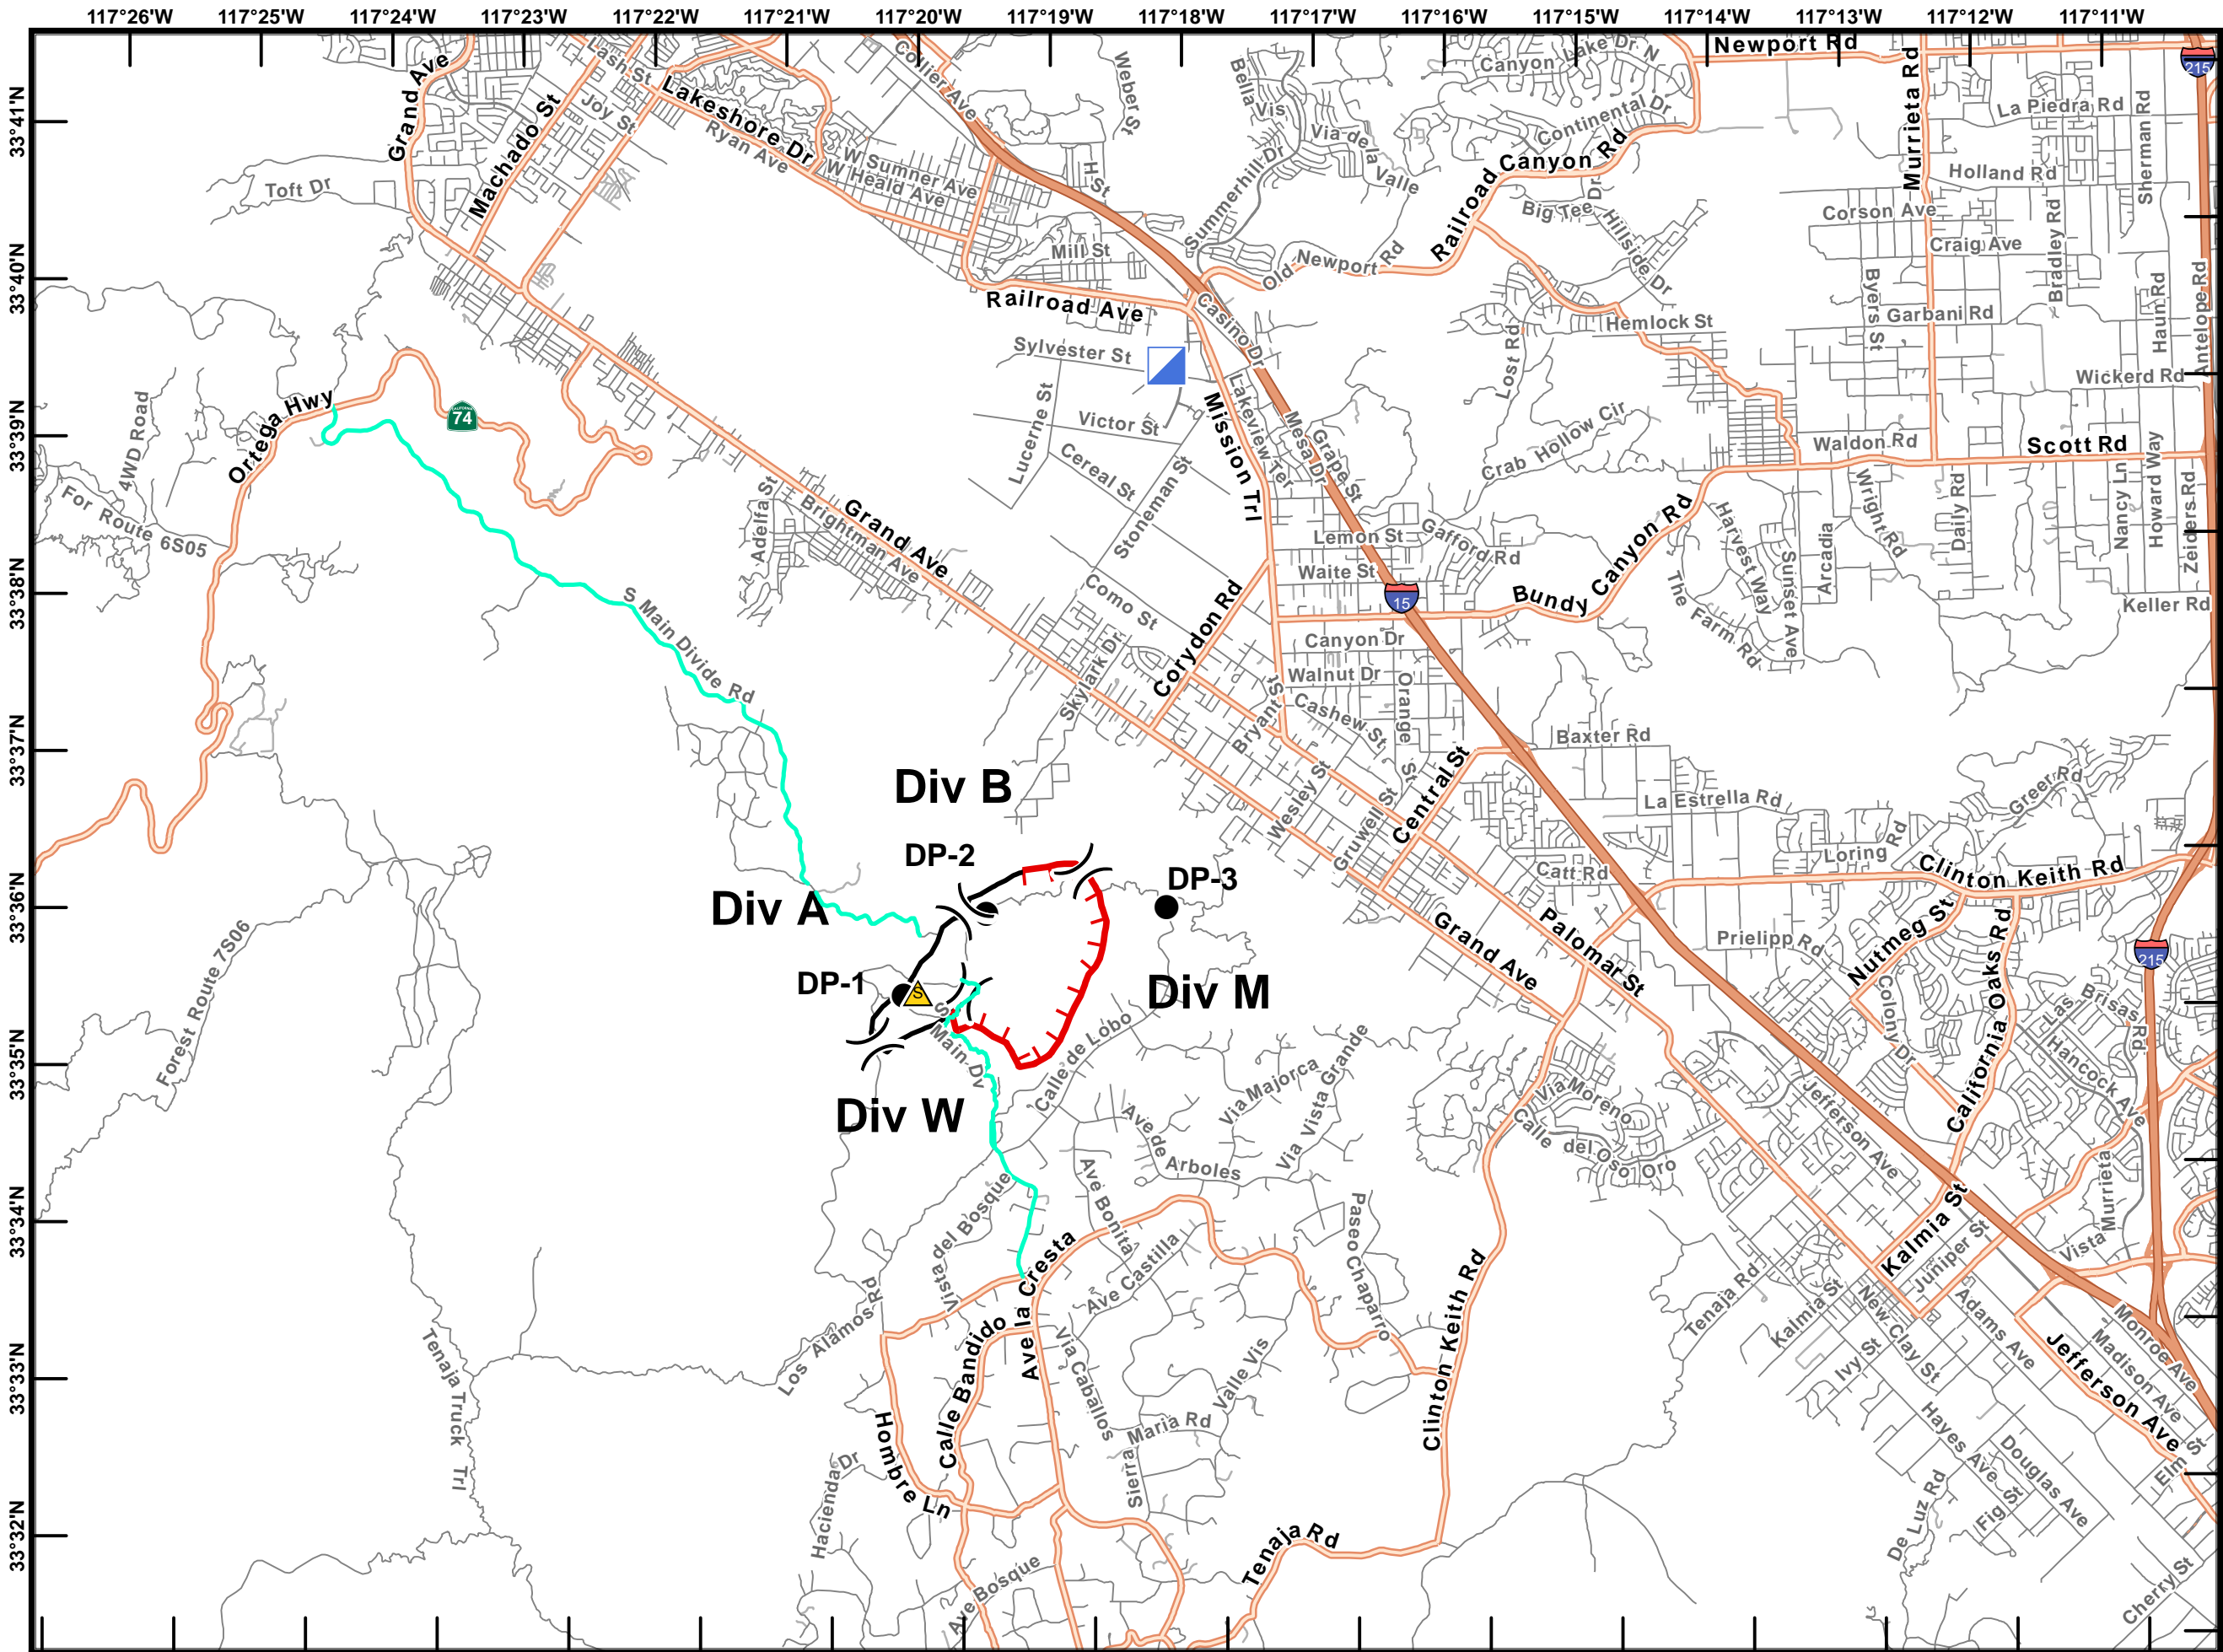 117°26'W 117°25'W 117°24'W 117°23'W 117°22'W 117°21'W 117°20'W 117°19'W 117°18'W 117°17'W 117°16'W 117°15'W 117°14'W 117°13'W 117°12'W 117°11'W
33°41'N
33°40'N
33°39'N
33°38'N
33°37'N
33°36'N
33°35'N
33°34'N
33°33'N
33°32'N
Grand Ave
Machado St
Lash St
Joy St
Lakeshore Dr
Ryan Ave
Collier Ave
W Sumner Ave
W Heald Ave
Weber St
H St
Bella Vis
Via de la Valle
Summerhill Dr
Canyon Lake Dr N
Continental Dr
Newport Rd
Murrieta Rd
215
La Piedra Rd
Sherman Rd
Holland Rd
Railroad Canyon Rd
Toft Dr
Big Tee Dr
Hillside Dr
Corson Ave
Craig Ave
Bradley Rd
Mill St
Old Newport Rd
Railroad Ave
Casino Dr
Byers St
Garbani Rd
Haun Rd
Antelope Rd
Hemlock St
Lost Rd
Sylvester St
Wickerd Rd
Lucerne St
Victor St
Mission Trl
Lakeview Ter
Mesa Dr
Grape St
Crab Hollow Cir
Waldon Rd
Scott Rd
Ortega Hwy
CALIFORNIA
74
4WD Road
For Route 6S05
Cereal St
Stoneman St
Adelfa St
Brightman Ave
Grand Ave
Lemon St
Gafford Rd
Waite St
15
Bundy Canyon Rd
Harvest Way
Sunset Ave
The Farm Rd
Arcadia
Wright Rd
Daily Rd
Nancy Ln
Howard Way
Zeiders Rd
Keller Rd
S Main Divide Rd
Como St
Corydon Rd
Skylark Dr
Canyon Dr
Walnut Dr
Bryant St
Cashew St
Orange St
Baxter Rd
Wesley St
Gruwell St
Central St
La Estrella Rd
Greer Rd
Loring Rd
Catt Rd
Clinton Keith Rd
Div B
DP-2
DP-3
Div A
DP-1
S
Div M
S Main Dv
Div W
Calle de Lobo
Grand Ave
Palomar St
Prielipp Rd
Nutmeg St
Colony Dr
California Oaks Rd
Las Brisas Rd
Hancock Ave
215
Forest Route 7S06
Via Majorca
Via Vista Grande
Via Moreno
Calle del Oso Oro
Jefferson Ave
Ave de Arboles
Ave Bonita
Vista del Bosque
Ave la Cresta
Ave Castilla
Paseo Chaparro
Kalmia St
Juniper St
Vista Murrieta
Los Alamos Rd
Calle Bandido
Hombre Ln
Via Caballos
Valle Vis
Maria Rd
Sierra
Clinton Keith Rd
Tenaja Rd
Kalmia St
New Clay St
Ivy St
Adams Ave
Monroe Ave
Madison Ave
Jefferson Ave
Hayes Ave
Douglas Ave
Elm St
Fig St
De Luz Rd
Cherry St
Tenaja Truck Trl
Hacienda Dr
Ave Bosque
Tenaja Rd